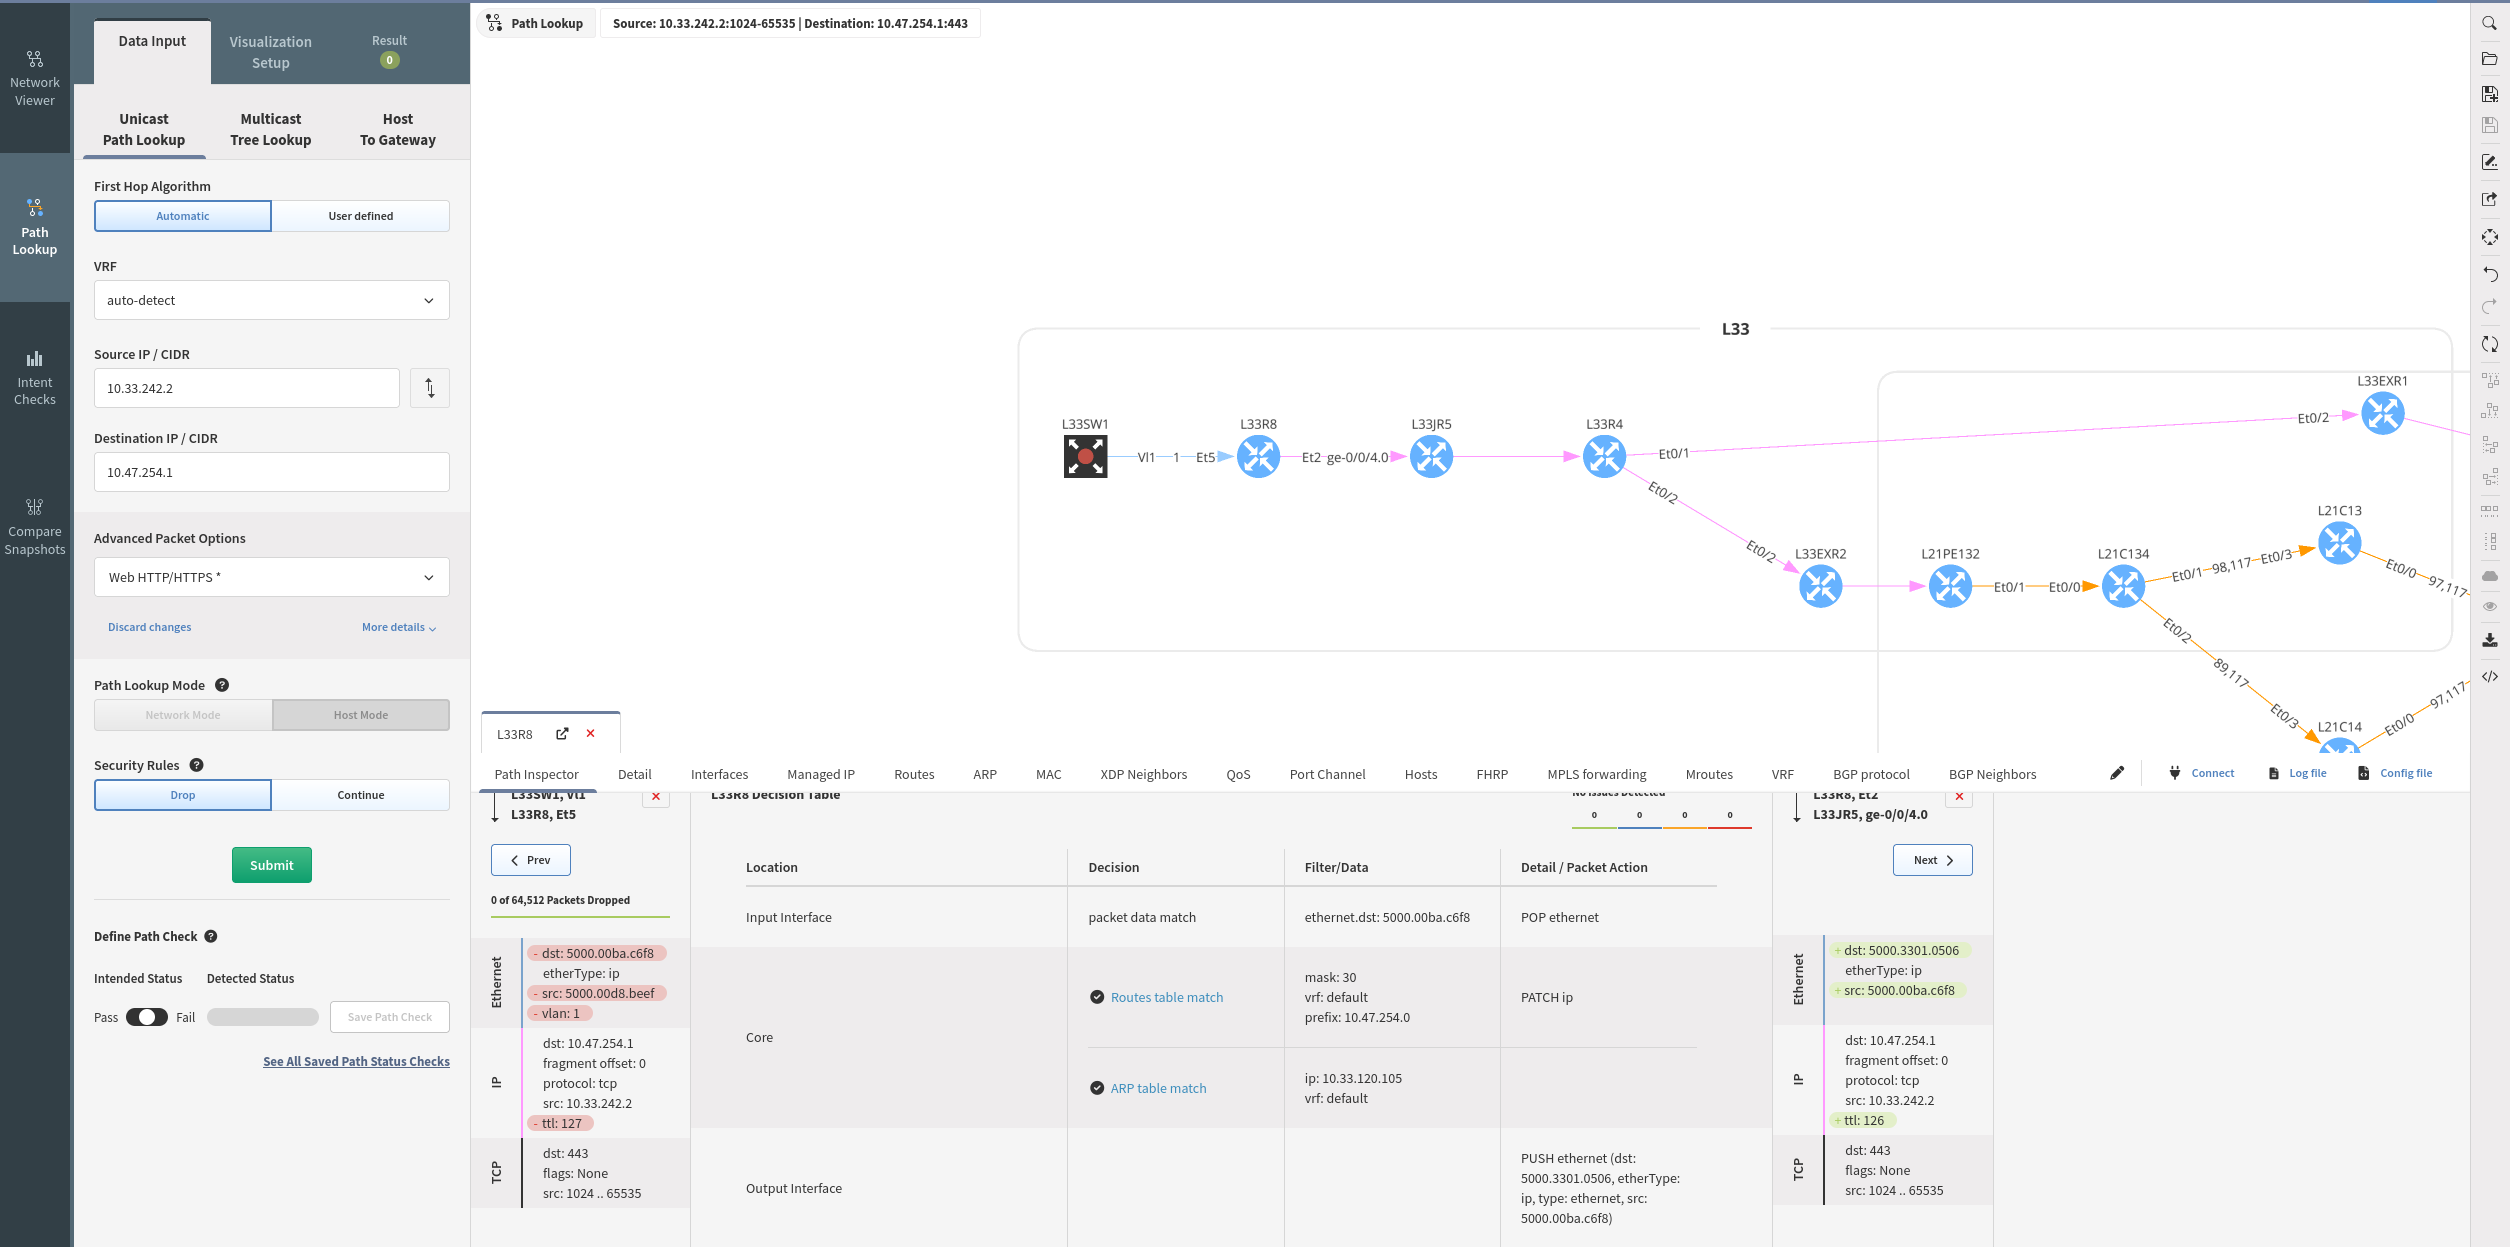 Network
Viewer
Path
Lookup
Intent
Checks
Compare
Snapshots
Data Input
Visualization
Setup
Result
0
Unicast
Path Lookup
Multicast
Tree Lookup
Host
To Gateway
First Hop Algorithm
Automatic
User defined
VRF
auto-detect
Source IP / CIDR
10.33.242.2
Destination IP / CIDR
10.47.254.1
Advanced Packet Options
Web HTTP/HTTPS *
Discard changes
More details
Path Lookup Mode ?
Network Mode
Host Mode
Security Rules ?
Drop
Continue
Submit
Define Path Check ?
Intended Status
Detected Status
Pass
Fail
Save Path Check
See All Saved Path Status Checks
Path Lookup
Source: 10.33.242.2:1024-65535 | Destination: 10.47.254.1:443
L33
L33SW1
Vl1
1
Et5
L33R8
Et2
ge-0/0/4.0
L33JR5
L33R4
Et0/1
Et0/2
L33EXR1
Et0/2
Et0/2
L33EXR2
L21PE132
Et0/1
Et0/0
L21C134
Et0/1
98,117
Et0/3
L21C13
Et0/0
97,117
Et0/2
89,117
Et0/3
L21C14
Et0/0
97,117
L33R8
Path Inspector
Detail
Interfaces
Managed IP
Routes
ARP
MAC
XDP Neighbors
QoS
Port Channel
Hosts
FHRP
MPLS forwarding
Mroutes
VRF
BGP protocol
BGP Neighbors
Connect
Log file
Config file
L33SW1, Vl1
L33R8, Et5
Prev
0 of 64,512 Packets Dropped
Ethernet
- dst: 5000.00ba.c6f8
etherType: ip
- src: 5000.00d8.beef
- vlan: 1
IP
dst: 10.47.254.1
fragment offset: 0
protocol: tcp
src: 10.33.242.2
- ttl: 127
TCP
dst: 443
flags: None
src: 1024 .. 65535
L33R8 Decision Table
No Issues Detected
0
0
0
0
Location
Decision
Filter/Data
Detail / Packet Action
Input Interface
packet data match
ethernet.dst: 5000.00ba.c6f8
POP ethernet
Core
Routes table match
mask: 30
vrf: default
prefix: 10.47.254.0
PATCH ip
ARP table match
ip: 10.33.120.105
vrf: default
Output Interface
PUSH ethernet (dst:
5000.3301.0506, etherType:
ip, type: ethernet, src:
5000.00ba.c6f8)
L33R8, Et2
L33JR5, ge-0/0/4.0
Next
Ethernet
+ dst: 5000.3301.0506
etherType: ip
+ src: 5000.00ba.c6f8
IP
dst: 10.47.254.1
fragment offset: 0
protocol: tcp
src: 10.33.242.2
+ ttl: 126
TCP
dst: 443
flags: None
src: 1024 .. 65535